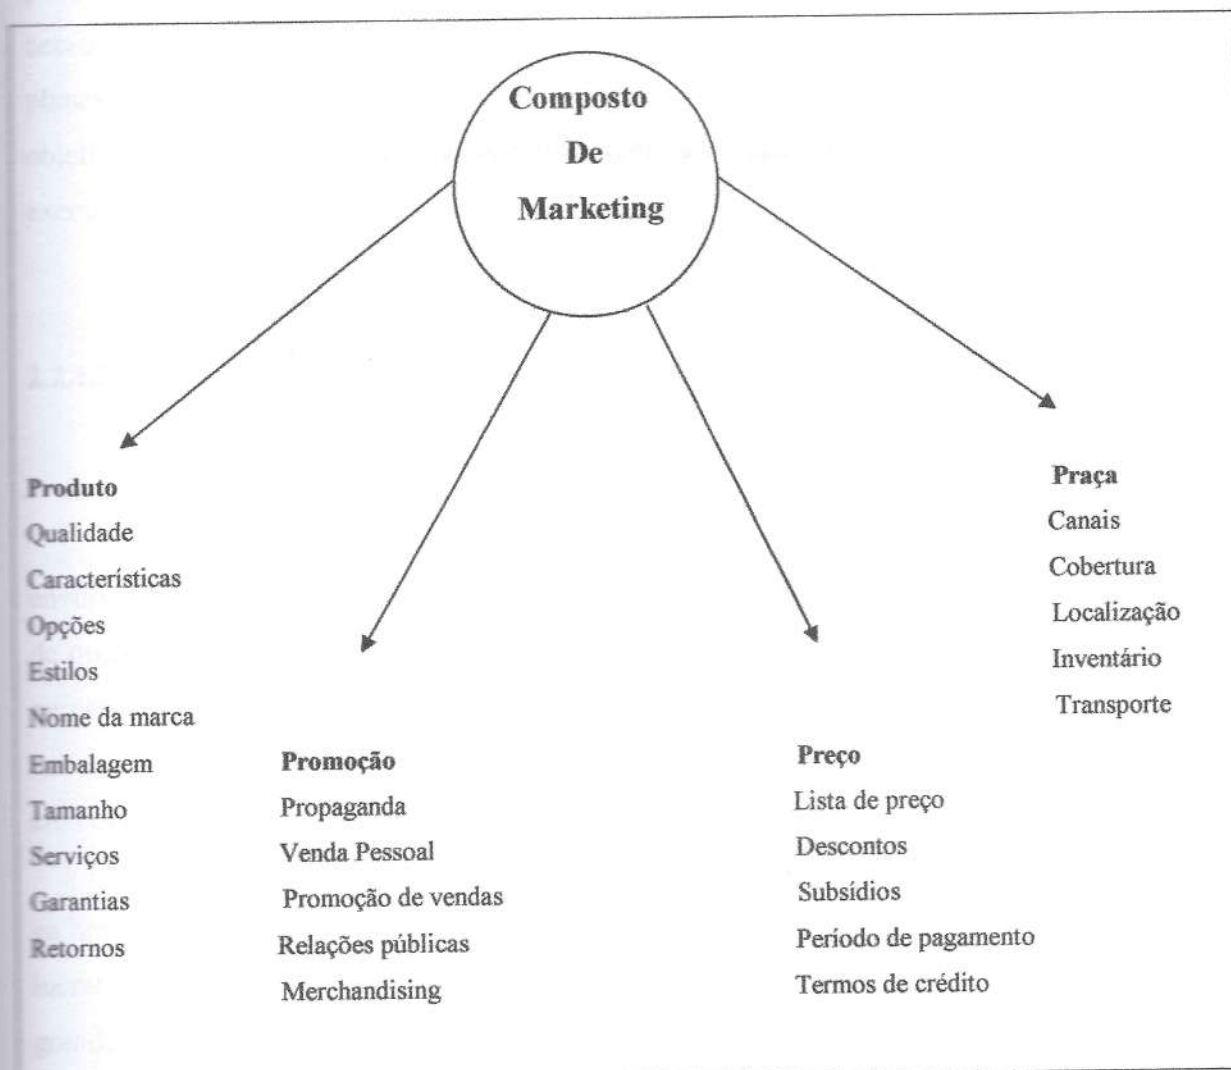 Composto
De
Marketing
Produto
Qualidade
Características
Opções
Estilos
Nome da marca
Embalagem
Tamanho
Serviços
Garantias
Retornos
Promoção
Propaganda
Venda Pessoal
Promoção de vendas
Relações públicas
Merchandising
Preço
Lista de preço
Descontos
Subsídios
Período de pagamento
Termos de crédito
Praça
Canais
Cobertura
Localização
Inventário
Transporte